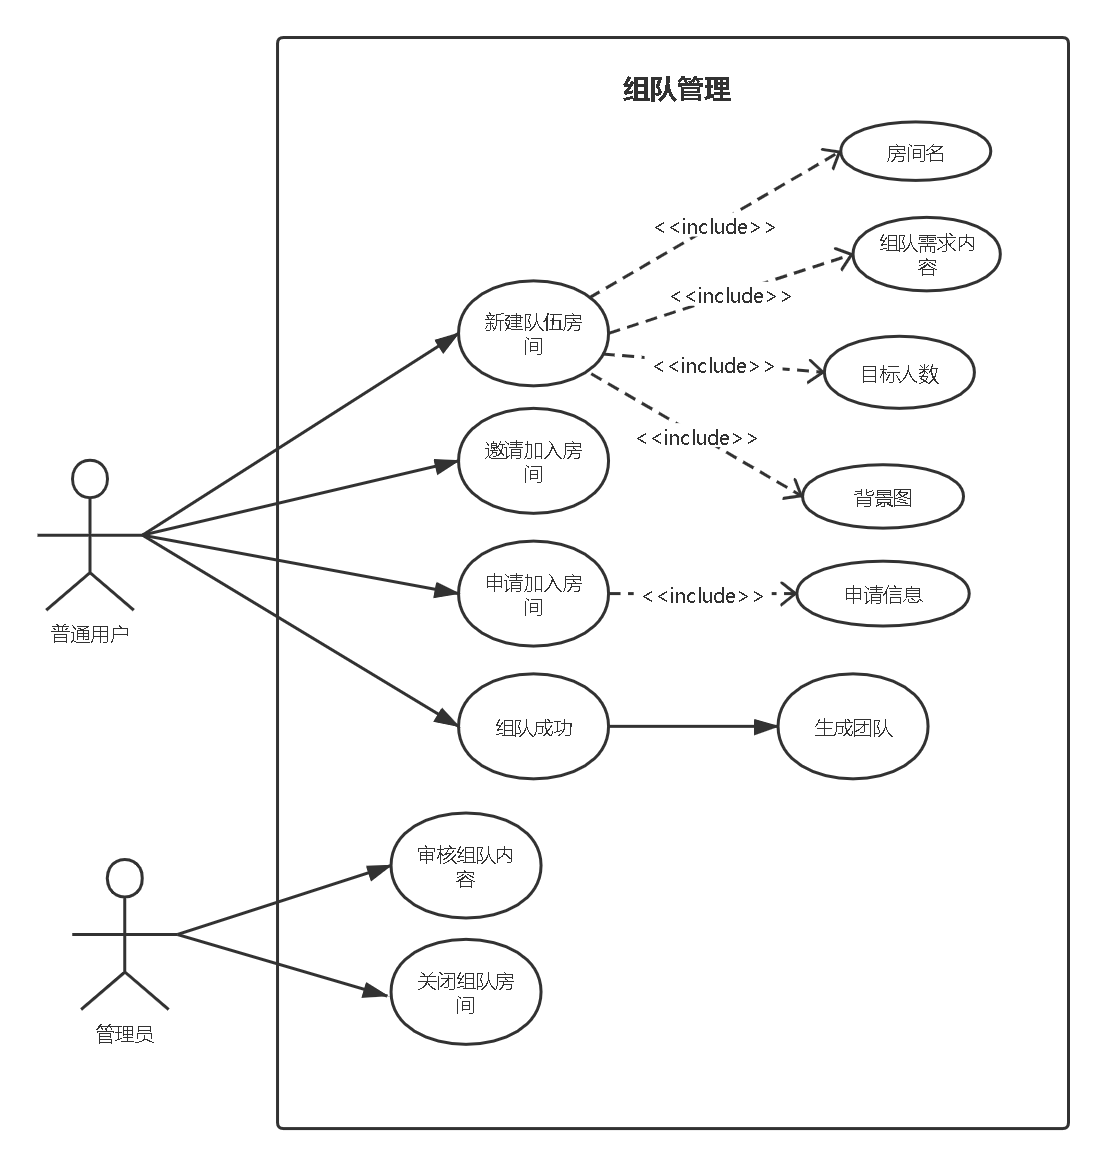 组队管理
房间名
<<include>>
组队需求内
容
<<include>>
新建队伍房
间
<<include>>
目标人数
<<include>>
邀请加入房
间
背景图
申请加入房
间
<<include>>
申请信息
普通用户
组队成功
生成团队
审核组队内
容
关闭组队房
间
管理员